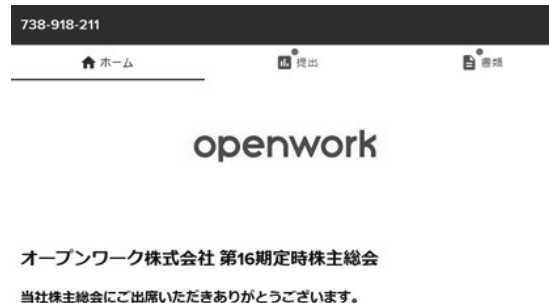 738-918-211
ホーム
提出
書類
openwork
オープンワーク株式会社 第16期定時株主総会
当社株主総会にご出席いただきありがとうございます。